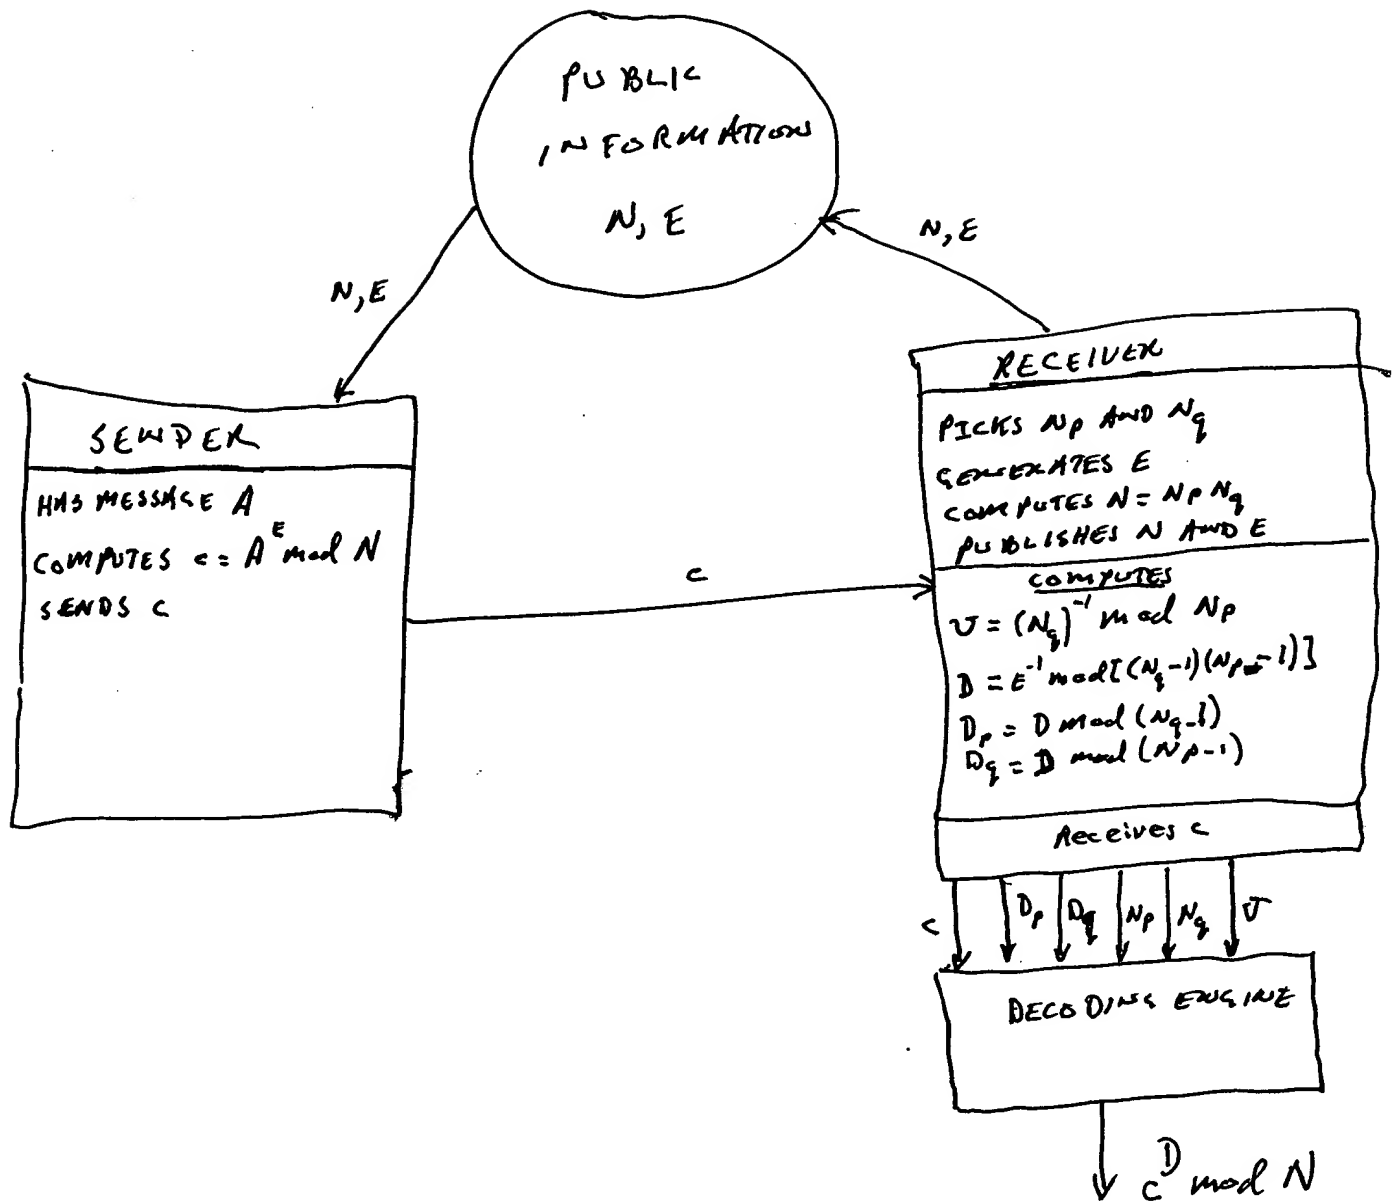 PUBLIC
INFORMATION
N, E
N, E
N, E
SENDER
HAS MESSAGE A
COMPUTES c = A^E mod N
SENDS C
C
RECEIVER
PICKS Np AND Nq
GENERATES E
COMPUTES N = Np Nq
PUBLISHES N AND E
COMPUTES
U = (Nq)^-1 mod Np
D = E^-1 mod[(Nq-1)(Np-1)]
Dp = D mod (Nq-1)
Dq = D mod (Np-1)
Receives C
C Dp Dq Np Nq U
DECODING ENGINE
C^D mod N